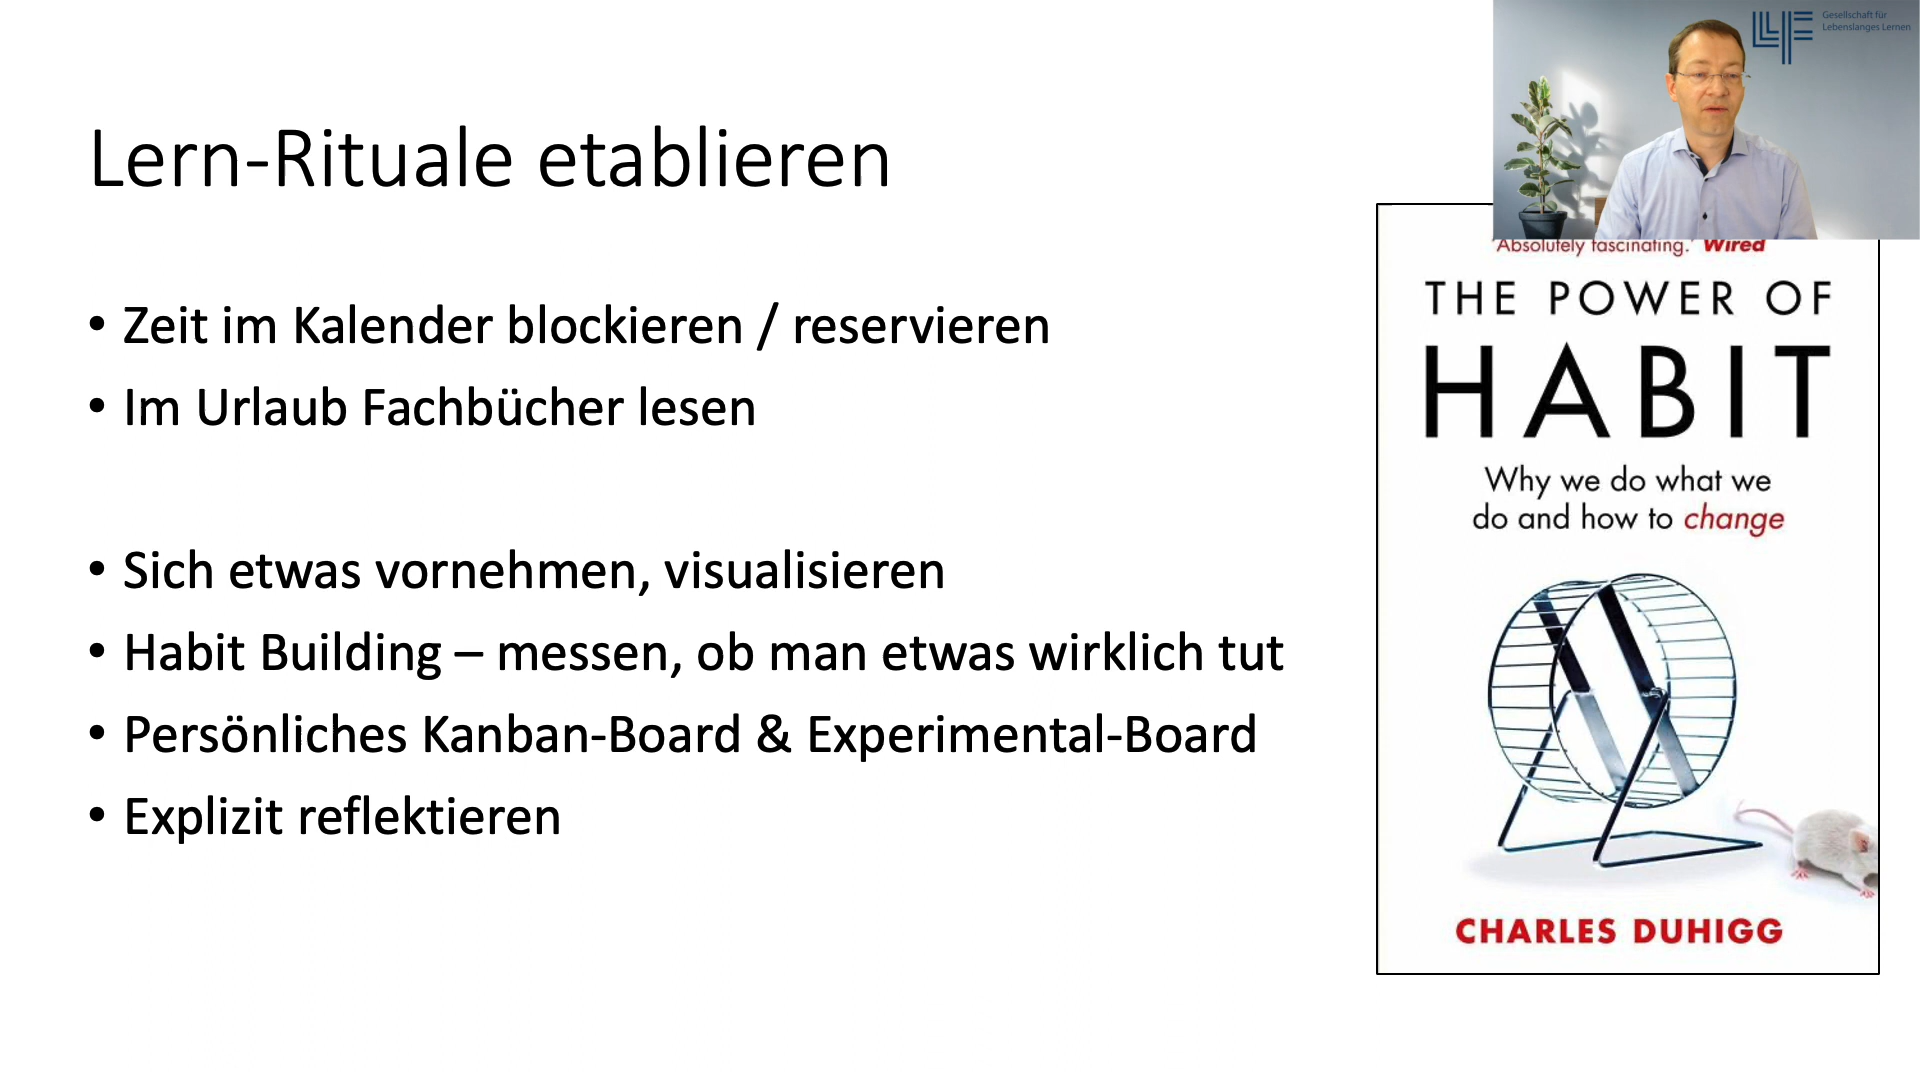 Lern-Rituale etablieren
• Zeit im Kalender blockieren / reservieren
• Im Urlaub Fachbücher lesen
• Sich etwas vornehmen, visualisieren
• Habit Building – messen, ob man etwas wirklich tut
• Persönliches Kanban-Board & Experimental-Board
• Explizit reflektieren
Gesellschaft für
Lebenslanges Lernen
'Absolutely fascinating.' Wired
THE POWER OF
HABIT
Why we do what we
do and how to change
CHARLES DUHIGG